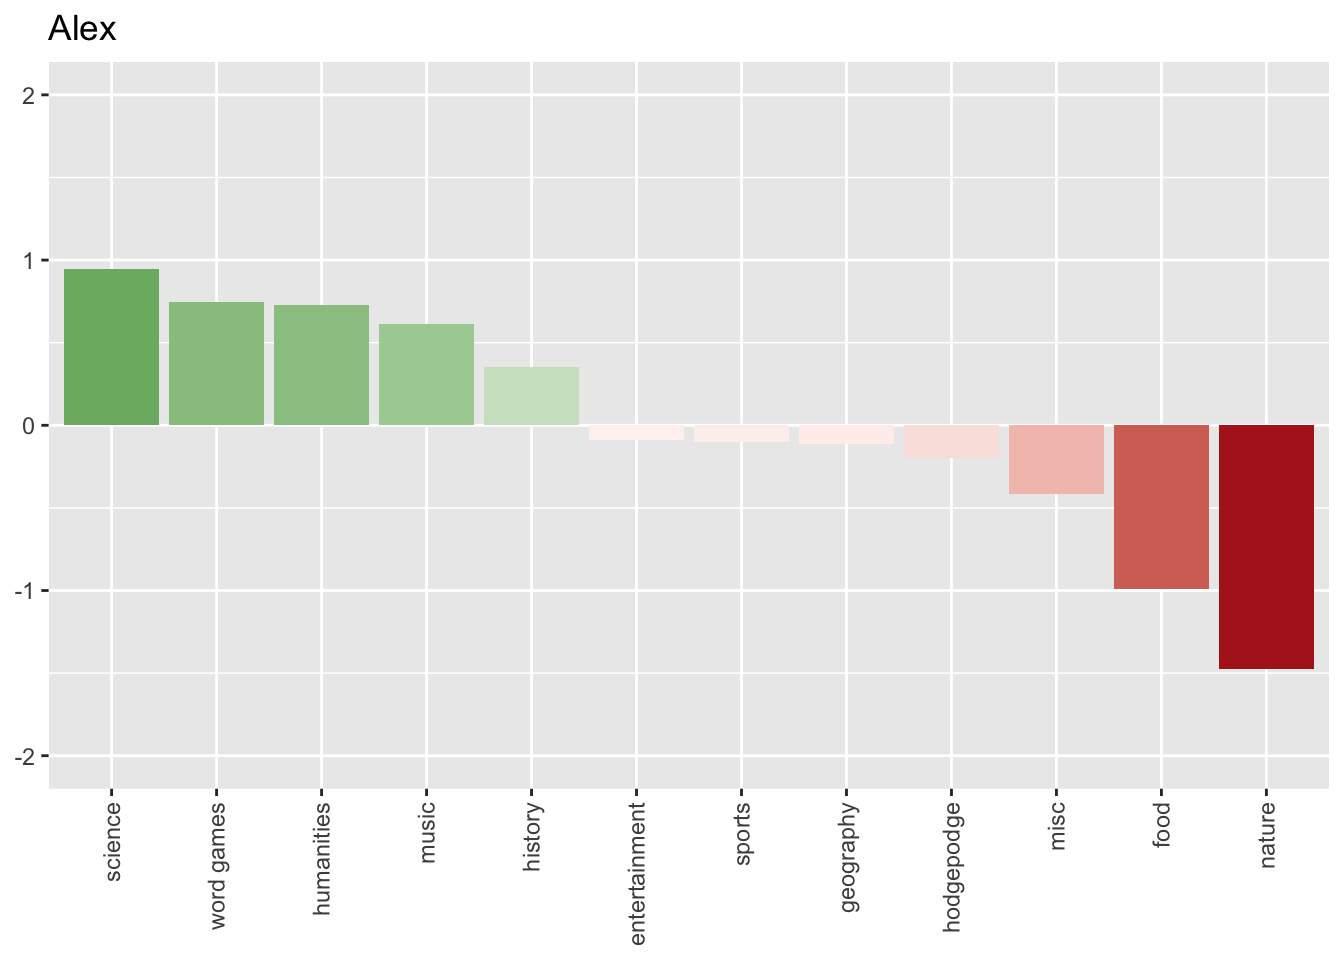 Alex
2
1
0
-1
-2
science
word games
humanities
music
history
entertainment
sports
geography
hodgepodge
misc
food
nature